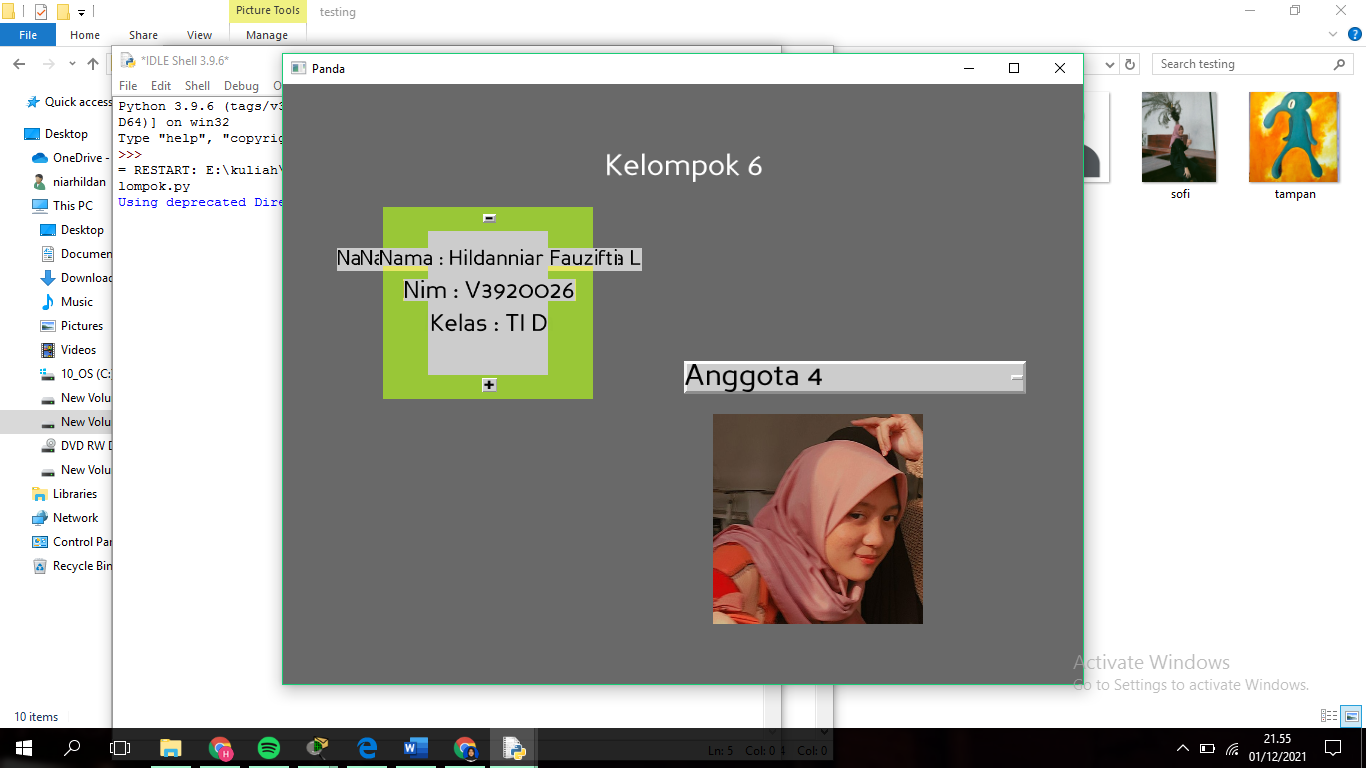 Picture Tools
testing
File Home Share View Manage
*IDLE Shell 3.9.6*
Panda
Search testing
File Edit Shell Debug
Quick access
Python 3.9.6 (tags/v3
D64)] on win32
Type "help", "copyrig
>>>
= RESTART: E:\kuliah\
lompok.py
Using deprecated Dire
Desktop
OneDrive -
niarhildan
This PC
Desktop
Documen
Downloac
Music
Pictures
Videos
10_OS (C:
New Volu
New Volu
DVD RW D
New Volu
Libraries
Network
Control Pan
Recycle Bin
Kelompok 6
-
NaNaNama : Hildanniar Fauziftia L
Nim : V3920026
Kelas : TI D
+
Anggota 4
sofi
tampan
Activate Windows
Go to Settings to activate Windows.
10 items
Ln: 5 Col: 0
Col: 0
21.55
01/12/2021